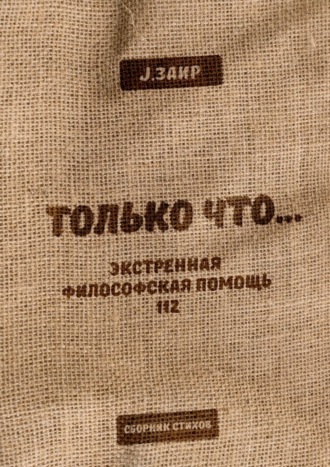 J.ЗАИР
ТОЛЬКО ЧТО...
ЭКСТРЕННАЯ
ФИЛОСОФСКАЯ ПОМОЩЬ
112
СБОРНИК СТИХОВ